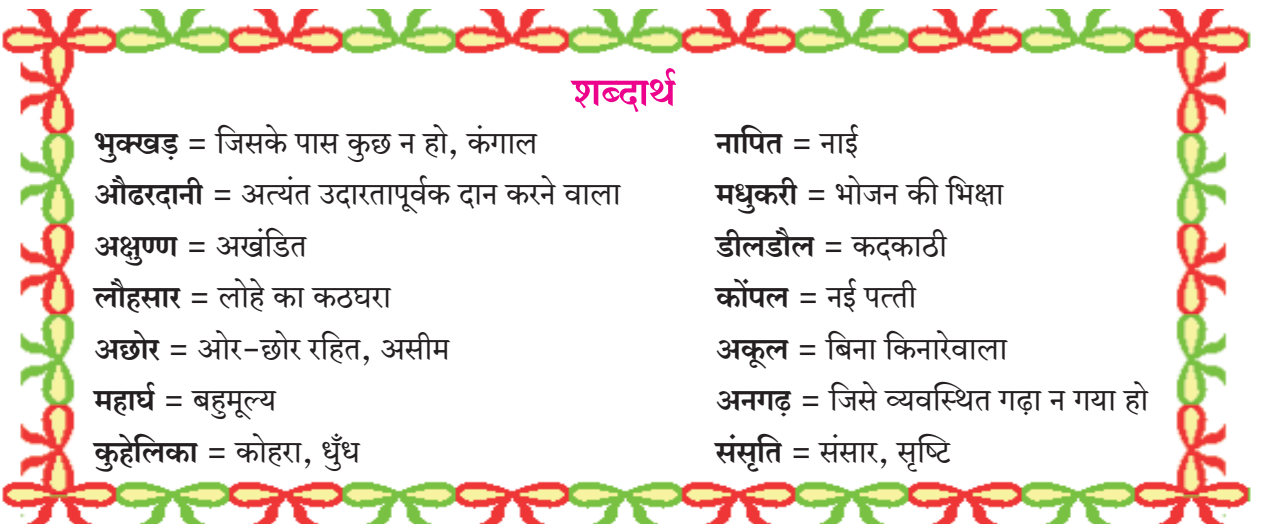 शब्दार्थ
भुक्खड़ = जिसके पास कुछ न हो, कंगाल
औढरदानी = अत्यंत उदारतापूर्वक दान करने वाला
अक्षुण्ण = अखंडित
लौहसार = लोहे का कठघरा
अछोर = ओर-छोर रहित, असीम
महार्घ = बहुमूल्य
कुहेलिका = कोहरा, धुँध
नापित = नाई
मधुकरी = भोजन की भिक्षा
डीलडौल = कदकाठी
कोंपल = नई पत्ती
अकूल = बिना किनारेवाला
अनगढ़ = जिसे व्यवस्थित गढ़ा न गया हो
संसृति = संसार, सृष्टि